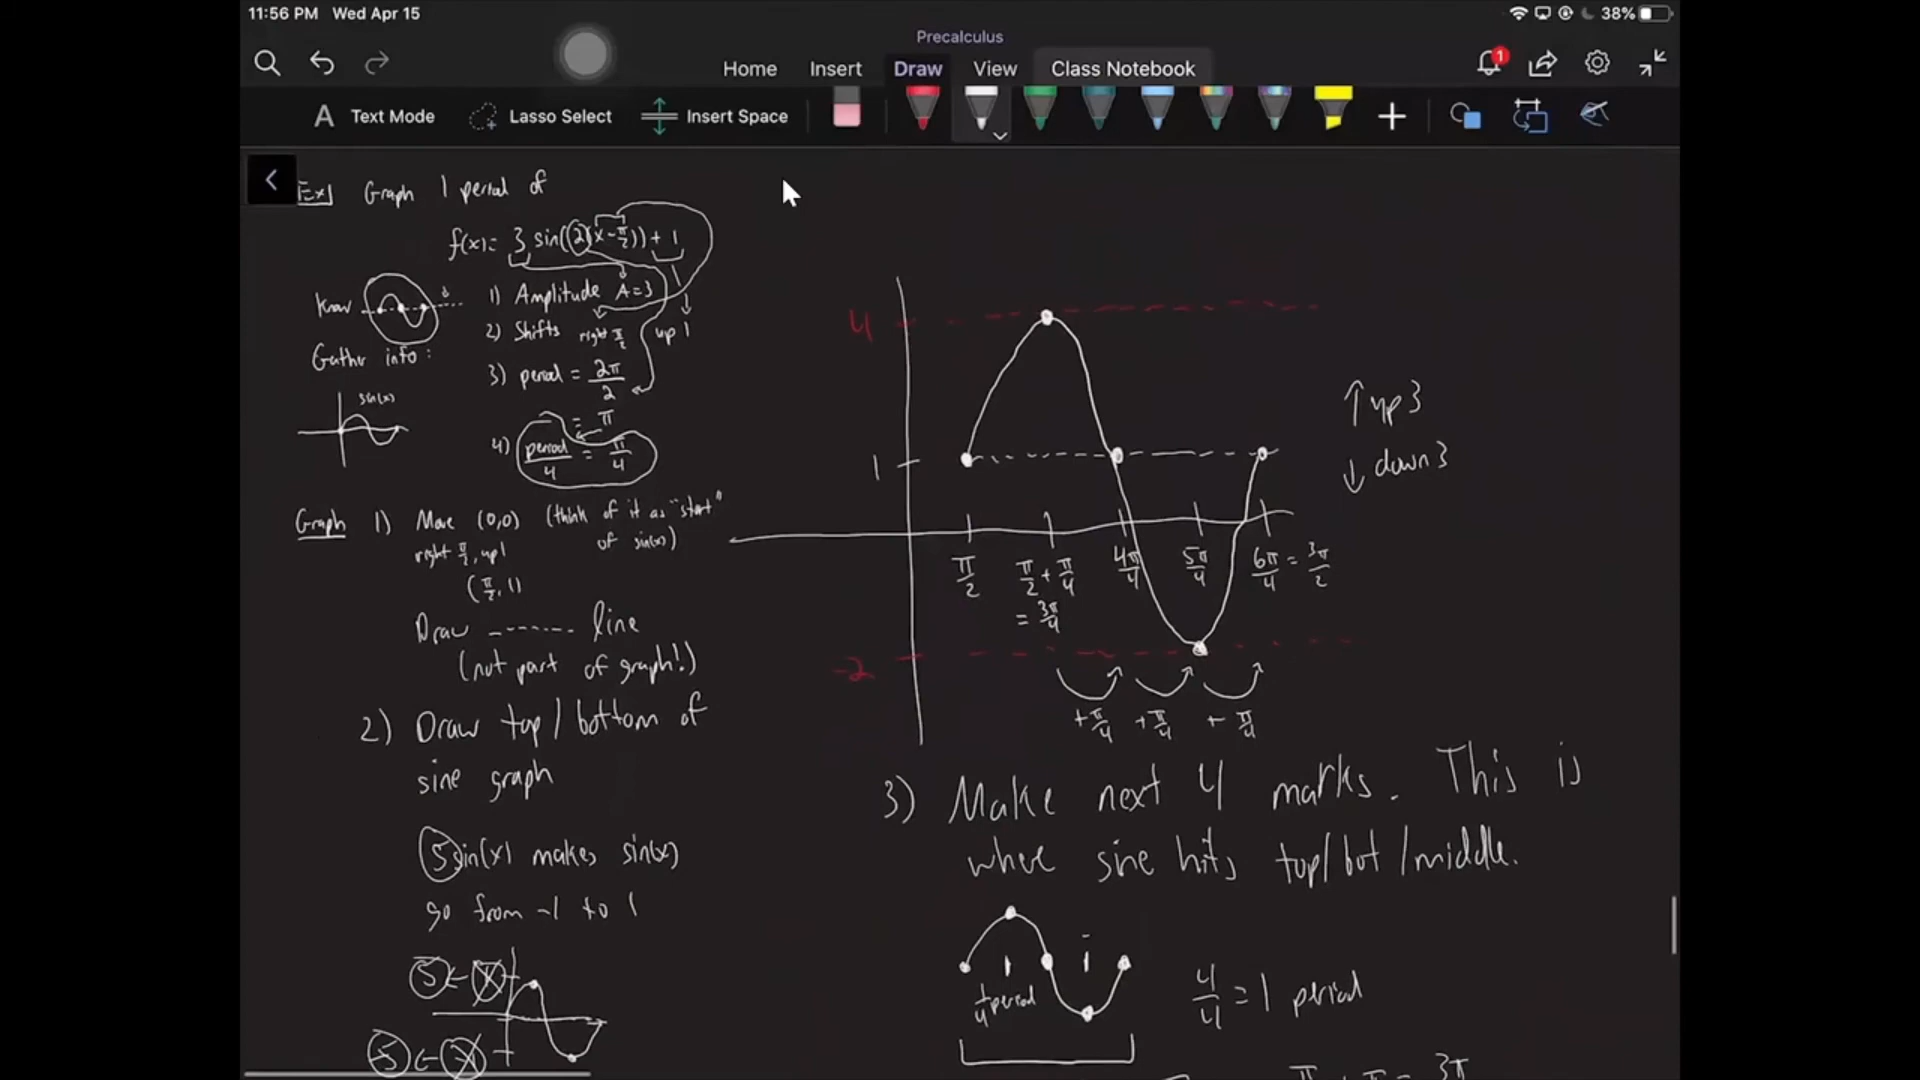 11:56 PM Wed Apr 15
38%
Precalculus
Home Insert Draw View Class Notebook
1
Text Mode Lasso Select Insert Space
Ex Graph 1 period of
f(x)= 3 sin((2)(x-π/2))+1
Know
1) Amplitude A=3
2) Shifts right π/2 up 1
Gather info:
3) period = 2π/2
= π
sin(x)
4) period/4 = π/4
Graph 1) Move (0,0) (think of it as "start"
right π/2, up 1 of sin(x))
(π/2, 1)
Draw ------- line
(not part of graph!)
2) Draw top/bottom of
sine graph
5sin(x) makes sin(x)
go from -1 to 1
5 ←
-5 ←
4
1
-2
↑ up 3
↓ down 3
π/2 π/2+π/4 4π/4 5π/4 6π/4 = 3π/2
= 3π/4
+π/4 +π/4 +π/4
3) Make next 4 marks. This is
where sine hits top/bot/middle.
1/4 period
4/4 = 1 period